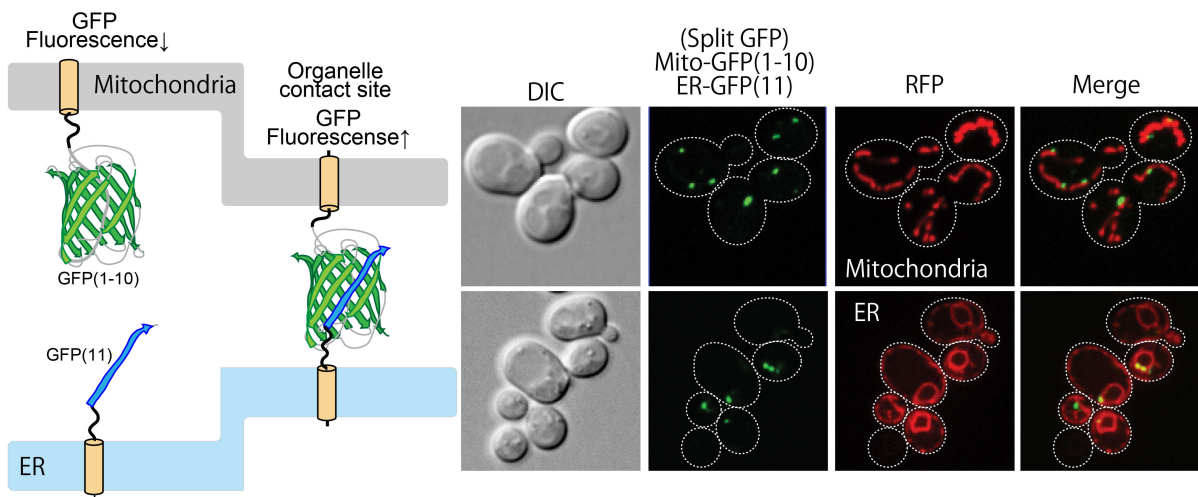 GFP
Fluorescence↓
Mitochondria
GFP(1-10)
GFP(11)
ER
Organelle
contact site
GFP
Fluorescense↑
DIC
(Split GFP)
Mito-GFP(1-10)
ER-GFP(11)
RFP
Merge
Mitochondria
ER